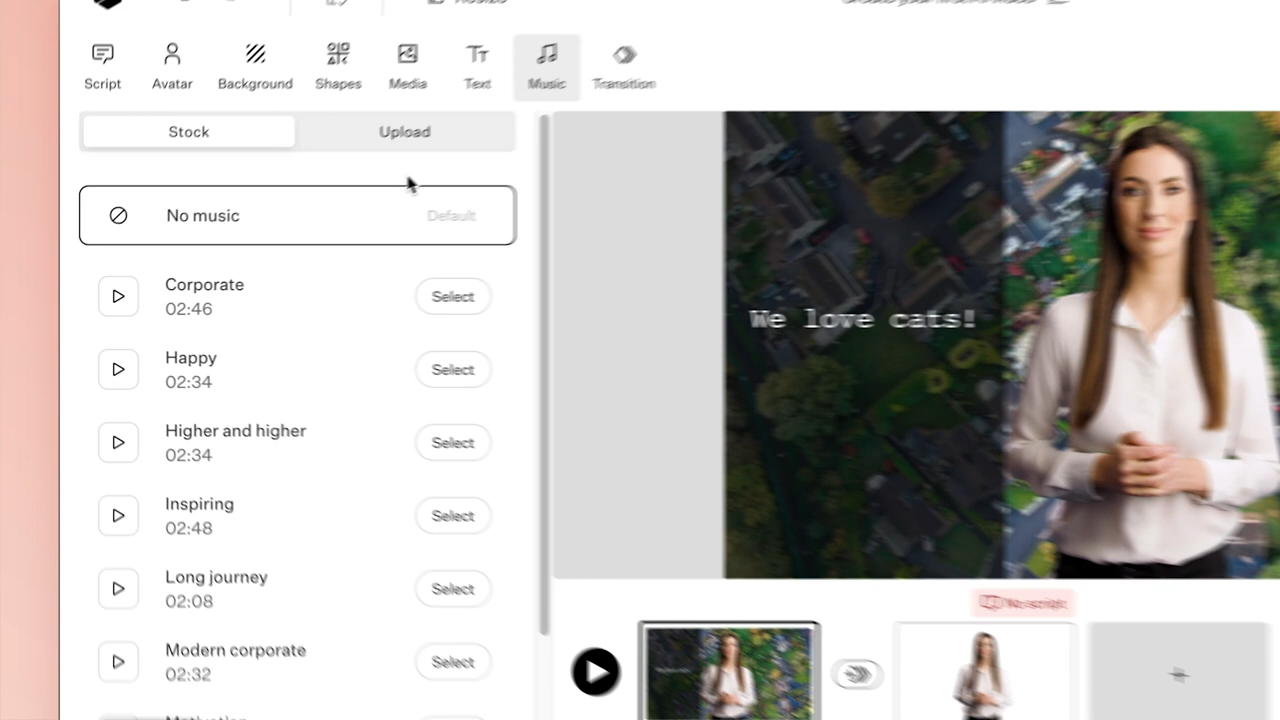 Script
Avatar
Background
Shapes
Media
Text
Music
Transition
Stock
Upload
No music
Default
Corporate
02:46
Select
Happy
02:34
Select
Higher and higher
02:34
Select
Inspiring
02:48
Select
Long journey
02:08
Select
Modern corporate
02:32
Select
We love cats!
No script